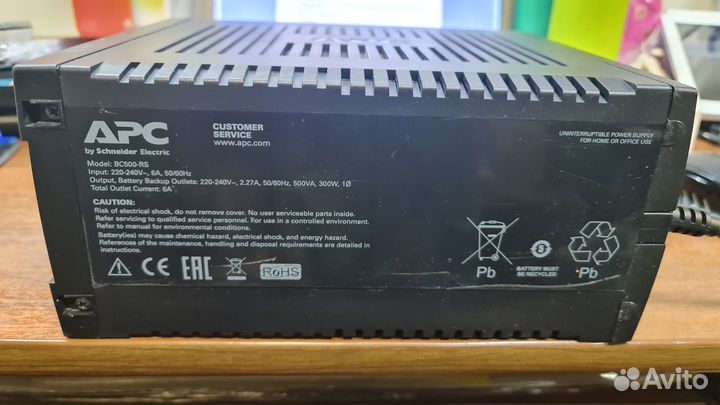 APC
by Schneider Electric
CUSTOMER
SERVICE
www.apc.com
UNINTERRUPTIBLE POWER SUPPLY
FOR HOME OR OFFICE USE
Model: BC500-RS
Input: 220-240V~, 6A, 50/60Hz
Output, Battery Backup Outlets: 220-240V~, 2.27A, 50/60Hz, 500VA, 300W, 1Ø
Total Outlet Current: 6A
CAUTION:
Risk of electrical shock, do not remove cover. No user serviceable parts inside.
Refer servicing to qualified service personnel. For use in a controlled environment.
Refer to manual for environmental conditions.
Battery(ies) may cause chemical hazard, electrical shock, and energy hazard.
References of the maintenance, handling and disposal requirements are detailed in
instructions.
CE EAC RoHS
Pb
BATTERY MUST
BE RECYCLED
Pb
Avito